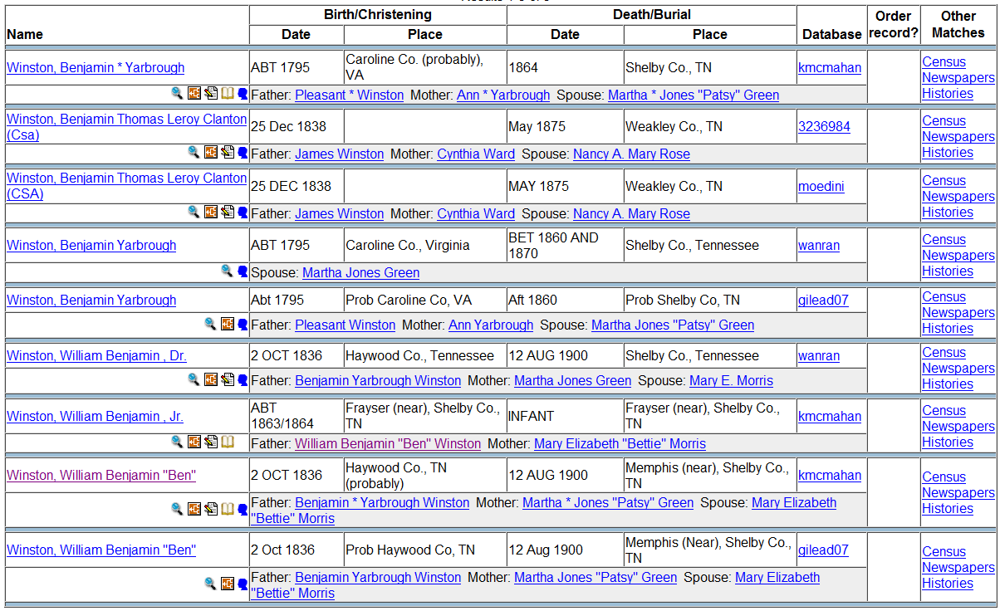 Birth/Christening Death/Burial Order Other
Name Date Place Date Place Database record? Matches
Winston, Benjamin * Yarbrough ABT 1795 Caroline Co. (probably), VA 1864 Shelby Co., TN kmcmahan Census Newspapers Histories
Father: Pleasant * Winston Mother: Ann * Yarbrough Spouse: Martha * Jones "Patsy" Green
Winston, Benjamin Thomas Leroy Clanton (Csa) 25 Dec 1838 May 1875 Weakley Co., TN 3236984 Census Newspapers Histories
Father: James Winston Mother: Cynthia Ward Spouse: Nancy A. Mary Rose
Winston, Benjamin Thomas Leroy Clanton (CSA) 25 DEC 1838 MAY 1875 Weakley Co., TN moedini Census Newspapers Histories
Father: James Winston Mother: Cynthia Ward Spouse: Nancy A. Mary Rose
Winston, Benjamin Yarbrough ABT 1795 Caroline Co., Virginia BET 1860 AND 1870 Shelby Co., Tennessee wanran Census Newspapers Histories
Spouse: Martha Jones Green
Winston, Benjamin Yarbrough Abt 1795 Prob Caroline Co, VA Aft 1860 Prob Shelby Co, TN gilead07 Census Newspapers Histories
Father: Pleasant Winston Mother: Ann Yarbrough Spouse: Martha Jones "Patsy" Green
Winston, William Benjamin , Dr. 2 OCT 1836 Haywood Co., Tennessee 12 AUG 1900 Shelby Co., Tennessee wanran Census Newspapers Histories
Father: Benjamin Yarbrough Winston Mother: Martha Jones Green Spouse: Mary E. Morris
Winston, William Benjamin , Jr. ABT 1863/1864 Frayser (near), Shelby Co., TN INFANT Frayser (near), Shelby Co., TN kmcmahan Census Newspapers Histories
Father: William Benjamin "Ben" Winston Mother: Mary Elizabeth "Bettie" Morris
Winston, William Benjamin "Ben" 2 OCT 1836 Haywood Co., TN (probably) 12 AUG 1900 Memphis (near), Shelby Co., TN kmcmahan Census Newspapers Histories
Father: Benjamin * Yarbrough Winston Mother: Martha * Jones "Patsy" Green Spouse: Mary Elizabeth
"Bettie" Morris
Winston, William Benjamin "Ben" 2 Oct 1836 Prob Haywood Co, TN 12 Aug 1900 Memphis (Near), Shelby Co., TN gilead07 Census Newspapers Histories
Father: Benjamin Yarbrough Winston Mother: Martha Jones "Patsy" Green Spouse: Mary Elizabeth
"Bettie" Morris